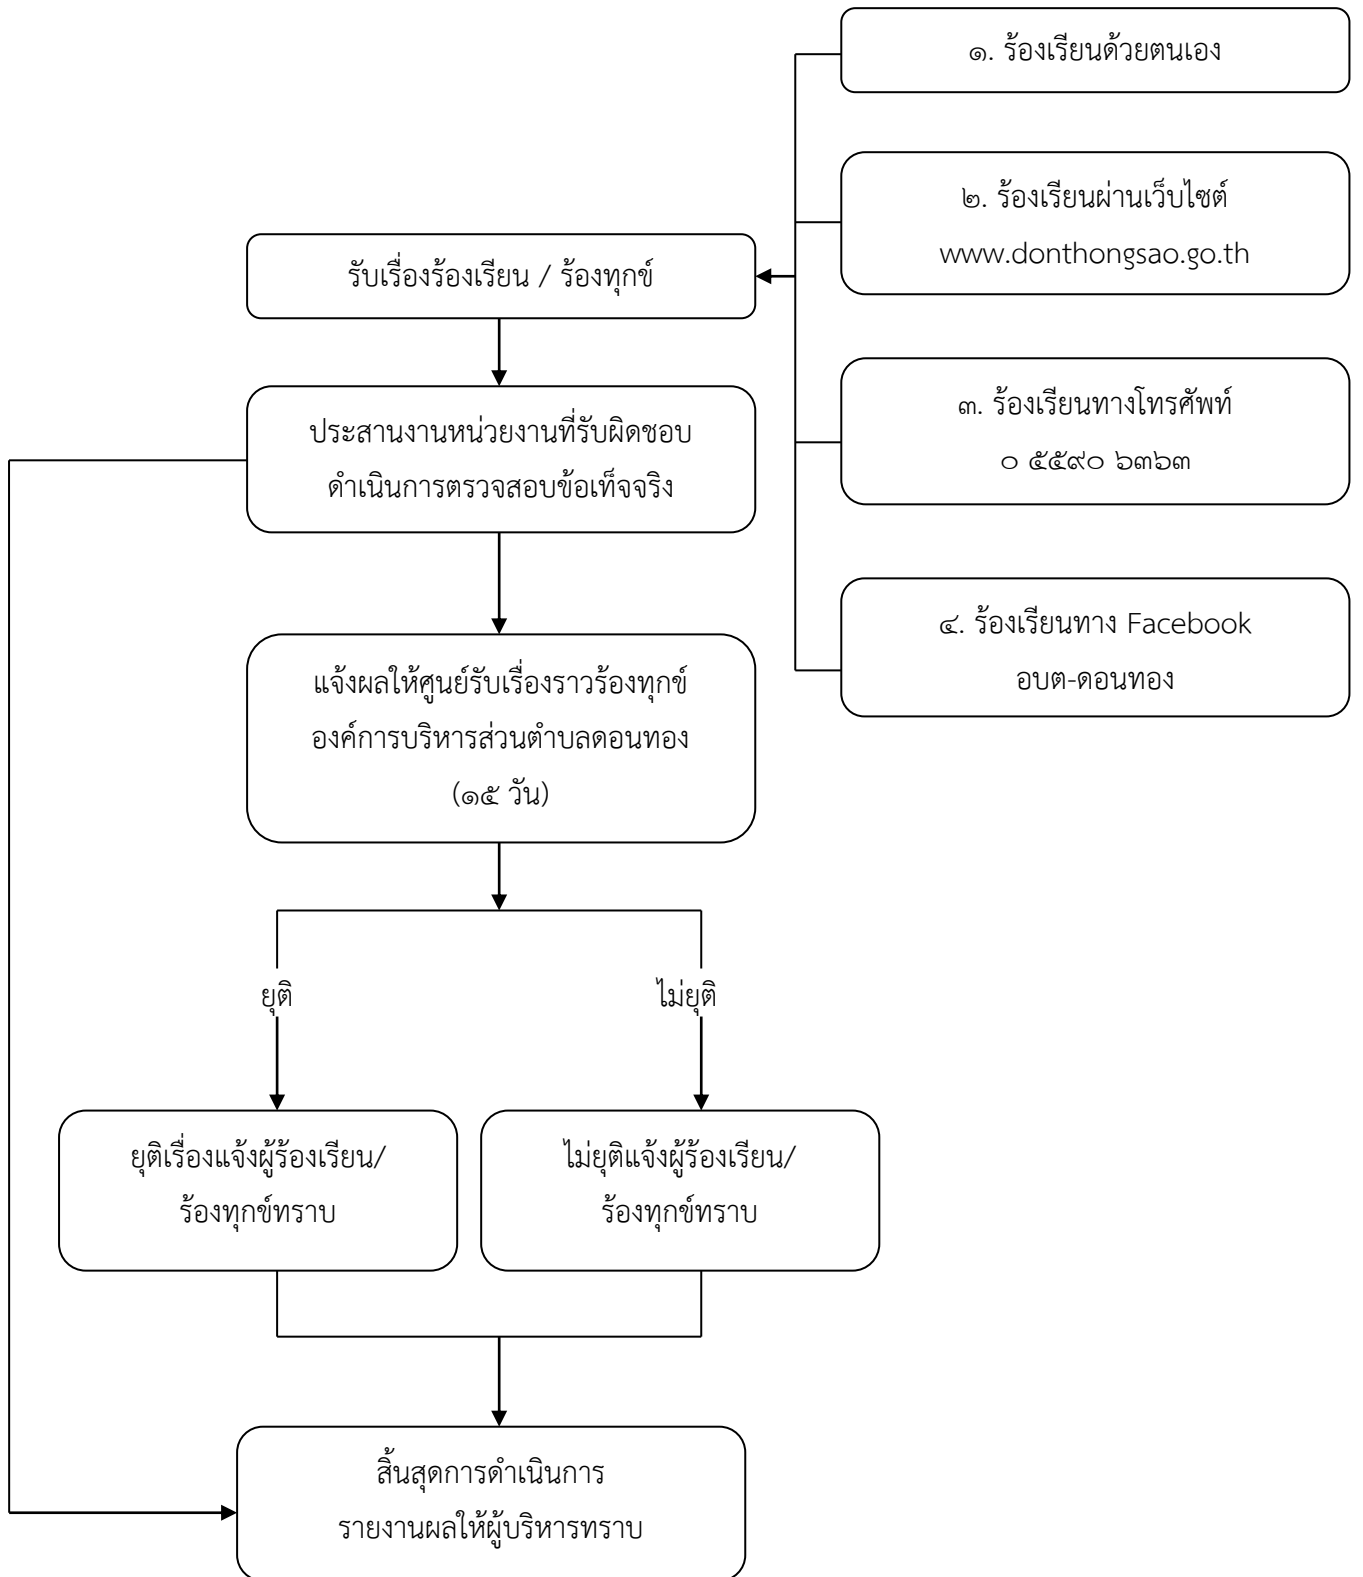 ๑. ร้องเรียนด้วยตนเอง
๒. ร้องเรียนผ่านเว็บไซต์
www.donthongsao.go.th
รับเรื่องร้องเรียน / ร้องทุกข์
๓. ร้องเรียนทางโทรศัพท์
๐ ๕๕๙๐ ๖๓๖๓
ประสานงานหน่วยงานที่รับผิดชอบ
ดำเนินการตรวจสอบข้อเท็จจริง
๔. ร้องเรียนทาง Facebook
อบต-ดอนทอง
แจ้งผลให้ศูนย์รับเรื่องราวร้องทุกข์
องค์การบริหารส่วนตำบลดอนทอง
(๑๕ วัน)
ยุติ
ไม่ยุติ
ยุติเรื่องแจ้งผู้ร้องเรียน/
ร้องทุกข์ทราบ
ไม่ยุติแจ้งผู้ร้องเรียน/
ร้องทุกข์ทราบ
สิ้นสุดการดำเนินการ
รายงานผลให้ผู้บริหารทราบ